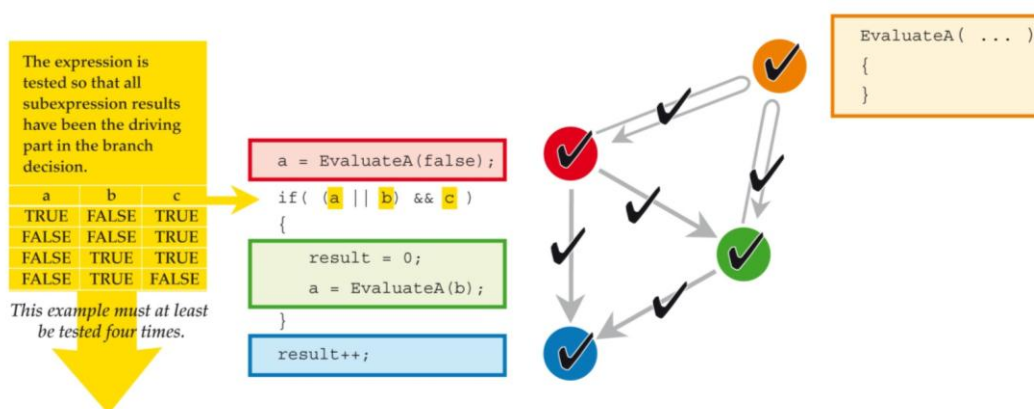 The expression is
tested so that all
subexpression results
have been the driving
part in the branch
decision.
a b c
TRUE FALSE TRUE
FALSE FALSE TRUE
FALSE TRUE TRUE
FALSE TRUE FALSE
This example must at least
be tested four times.
a = EvaluateA(false);
if( (a || b) && c )
{
result = 0;
a = EvaluateA(b);
}
result++;
EvaluateA( ... )
{
}